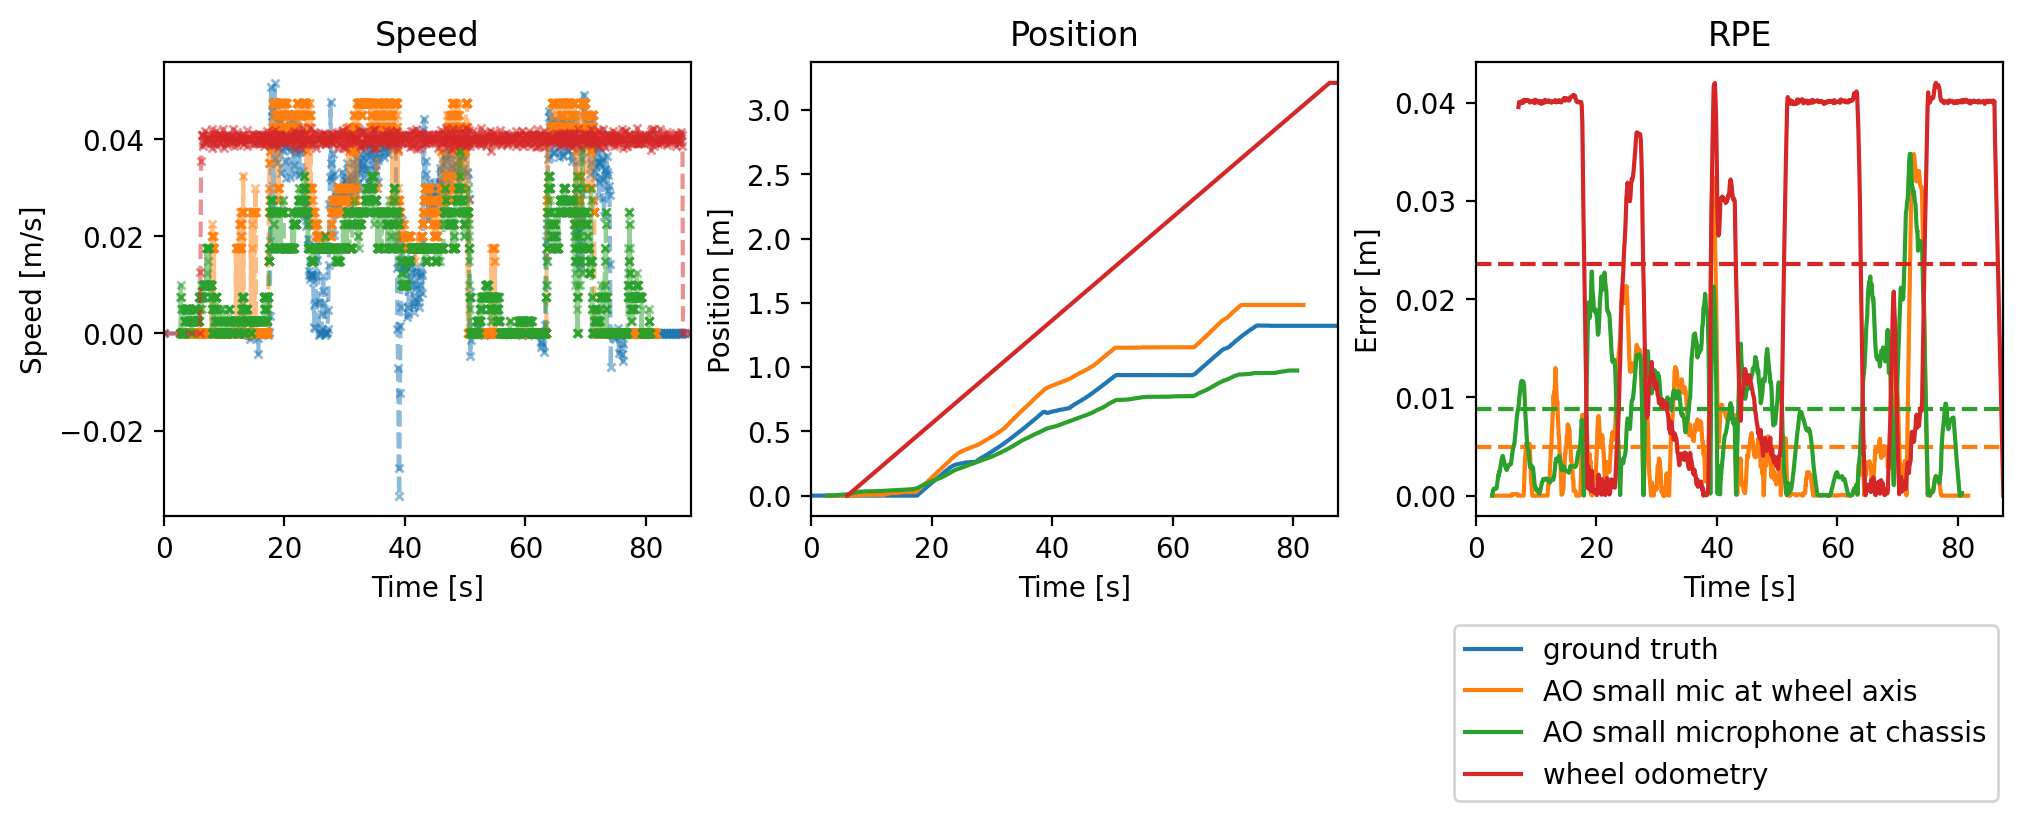 Speed
Speed [m/s]
0.04
0.02
0.00
−0.02
0 20 40 60 80
Time [s]
Position
Position [m]
3.0
2.5
2.0
1.5
1.0
0.5
0.0
0 20 40 60 80
Time [s]
RPE
Error [m]
0.04
0.03
0.02
0.01
0.00
0 20 40 60 80
Time [s]
ground truth
AO small mic at wheel axis
AO small microphone at chassis
wheel odometry